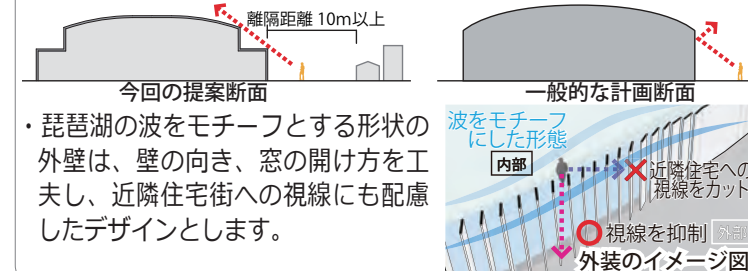 離隔距離 10m以上
今回の提案断面
一般的な計画断面
・琵琶湖の波をモチーフとする形状の
外壁は、壁の向き、窓の開け方を工
夫し、近隣住宅街への視線にも配慮
したデザインとします。
波をモチーフ
にした形態
内部
近隣住宅への
視線をカット
視線を抑制
外装のイメージ図